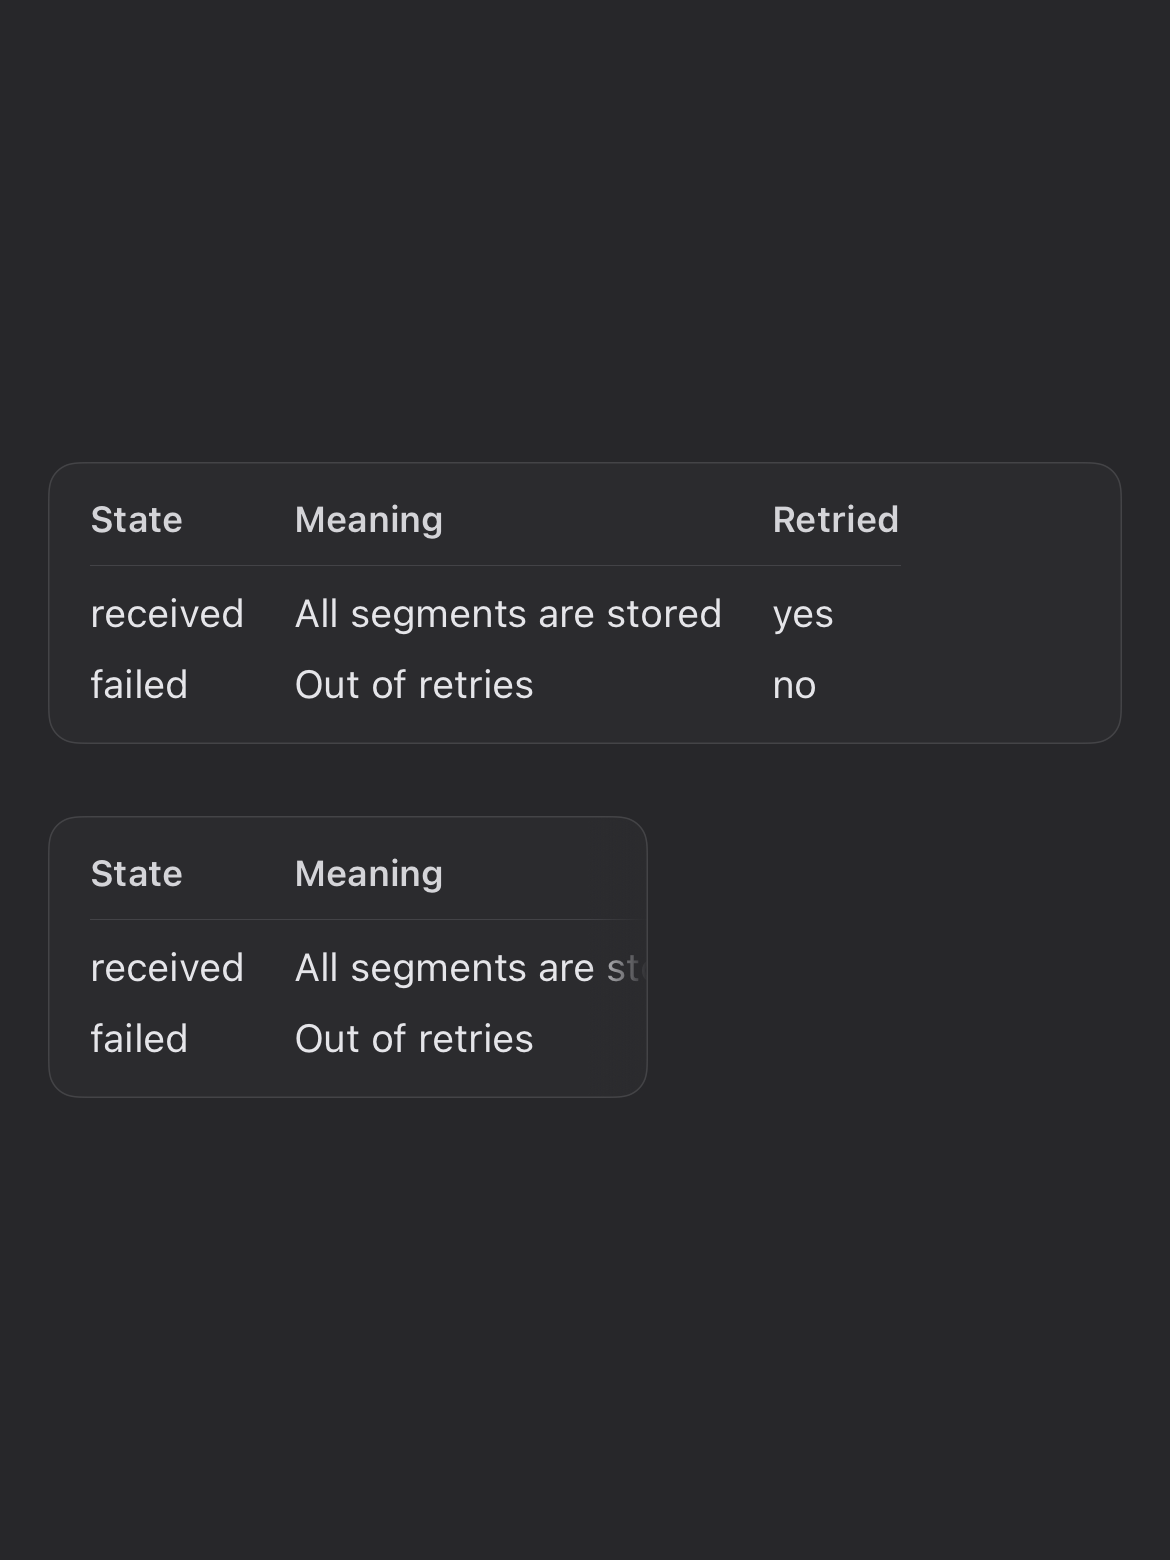 State Meaning Retried
received All segments are stored yes
failed Out of retries no
State Meaning
received All segments are
failed Out of retries